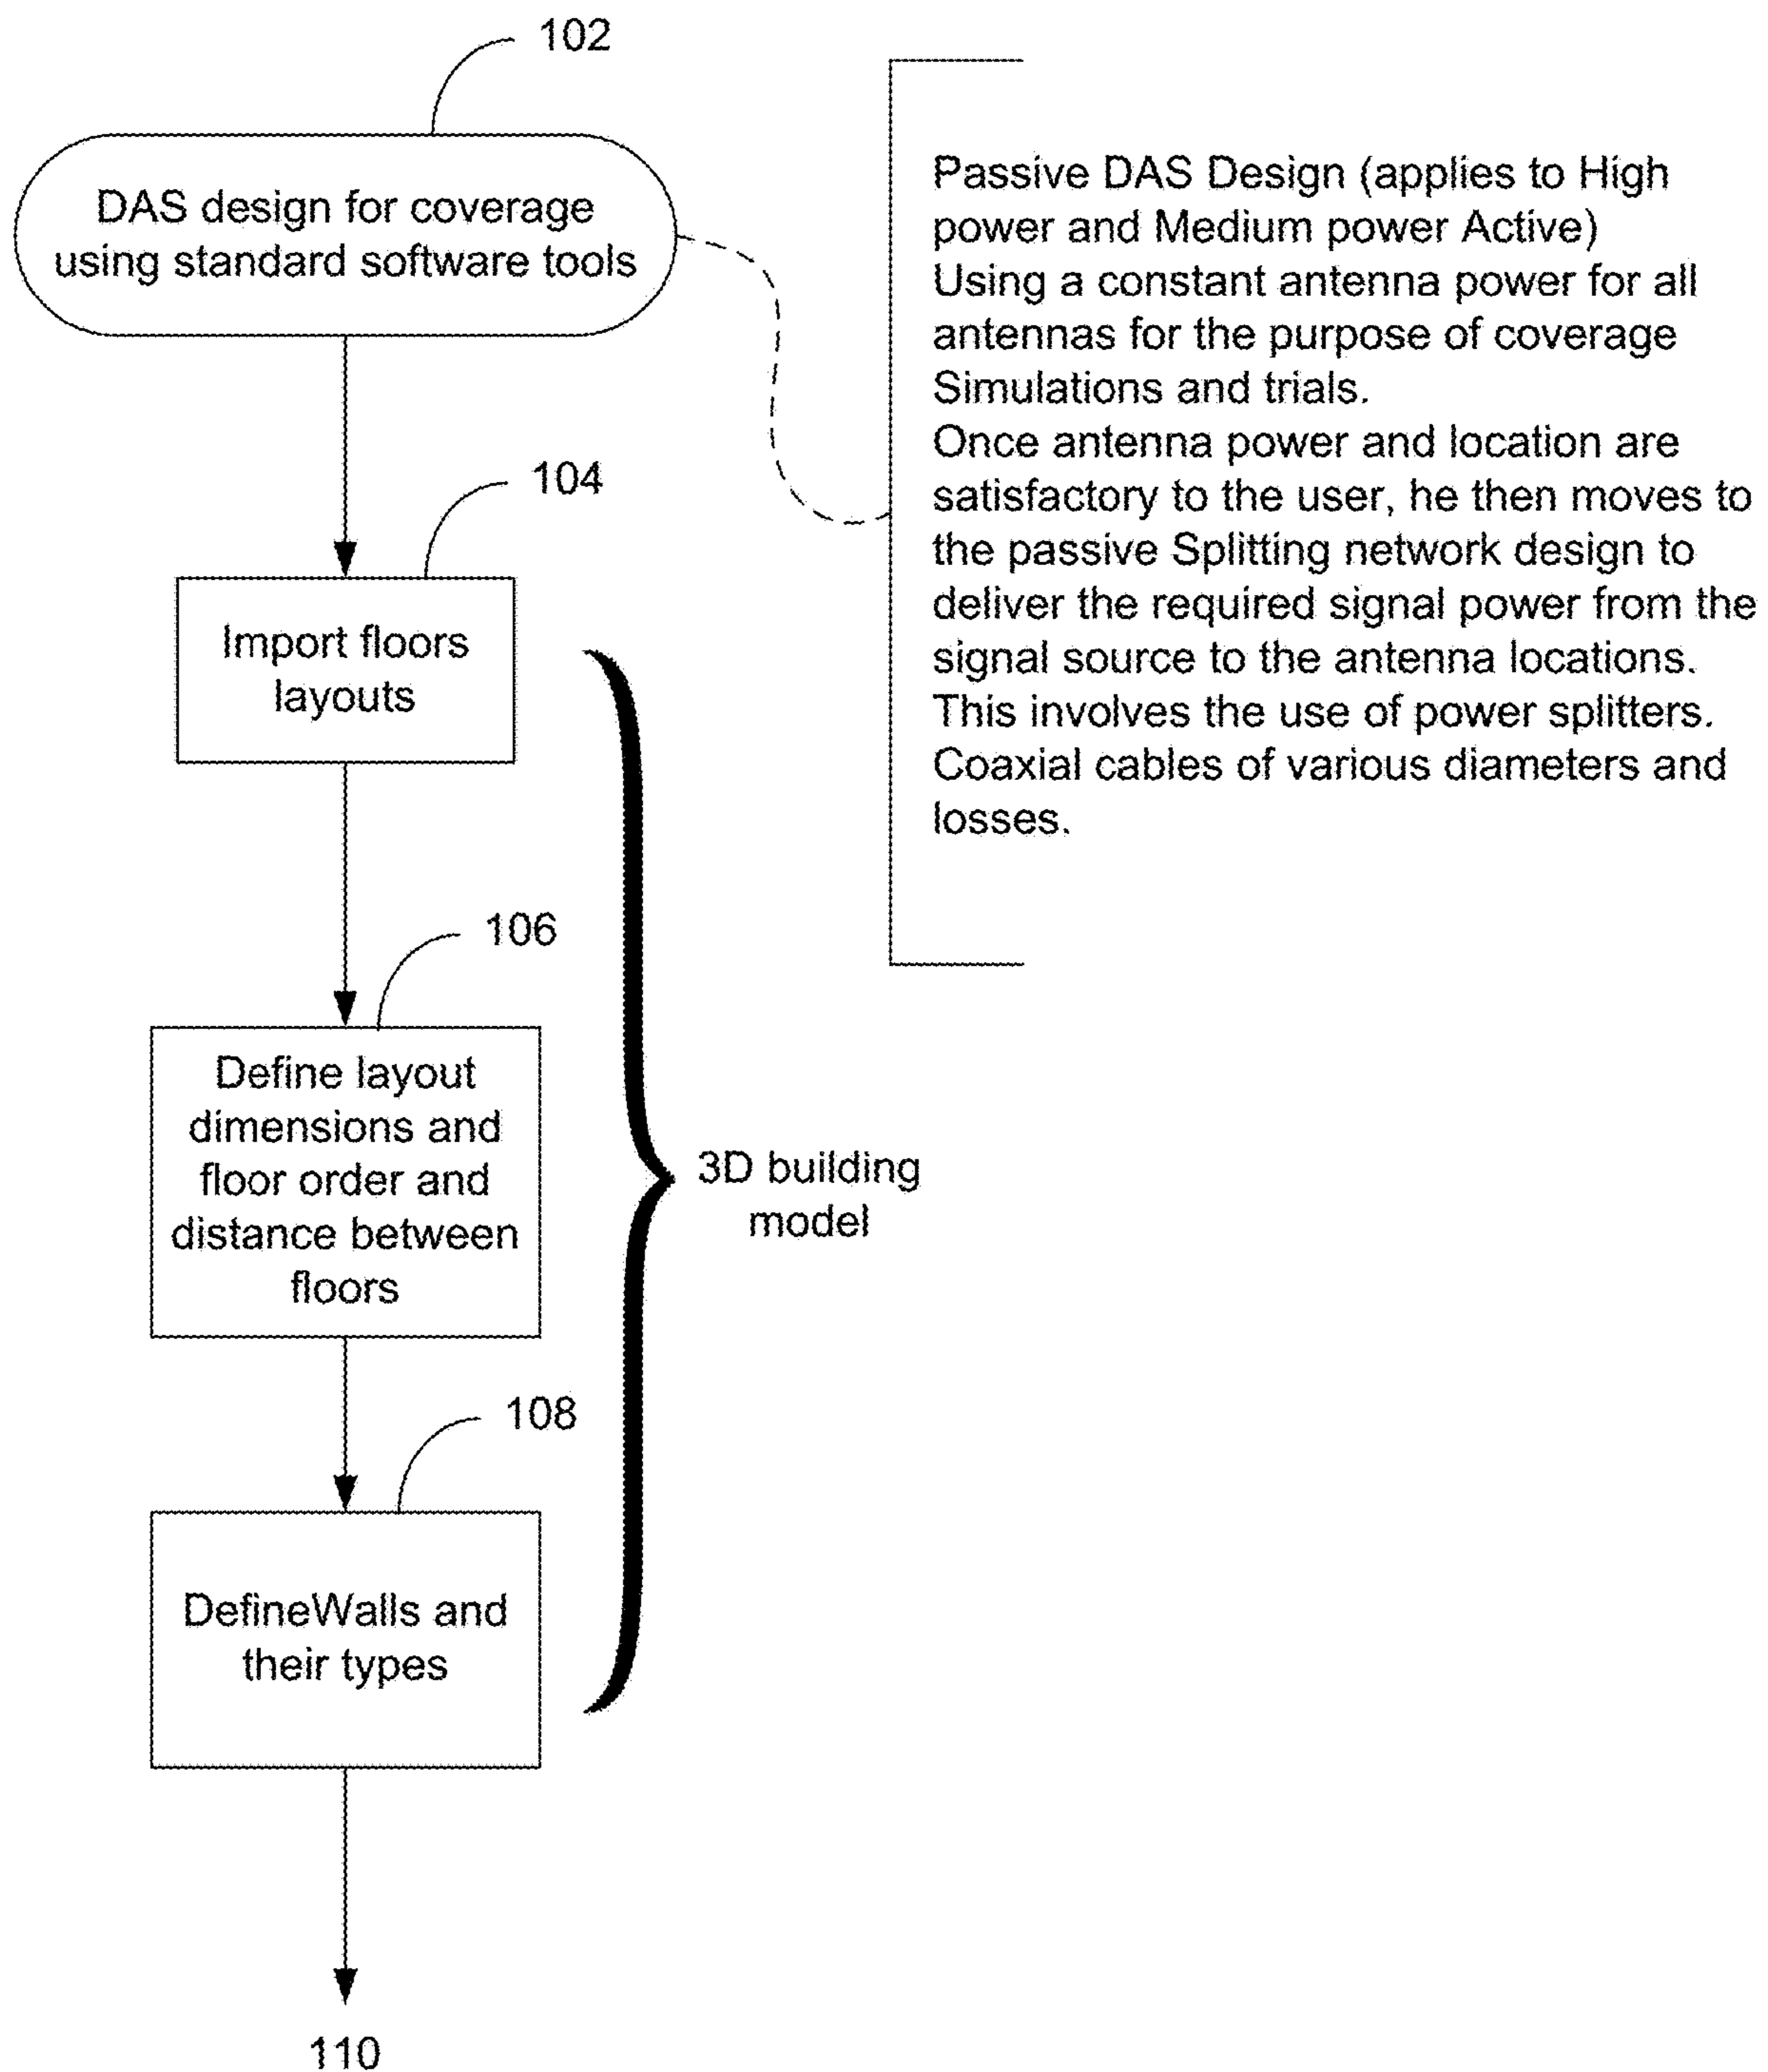 102
DAS design for coverage
using standard software tools
Passive DAS Design (applies to High
power and Medium power Active)
Using a constant antenna power for all
antennas for the purpose of coverage
Simulations and trials.
Once antenna power and location are
satisfactory to the user, he then moves to
the passive Splitting network design to
deliver the required signal power from the
signal source to the antenna locations.
This involves the use of power splitters.
Coaxial cables of various diameters and
losses.
104
Import floors
layouts
106
Define layout
dimensions and
floor order and
distance between
floors
3D building
model
108
DefineWalls and
their types
110